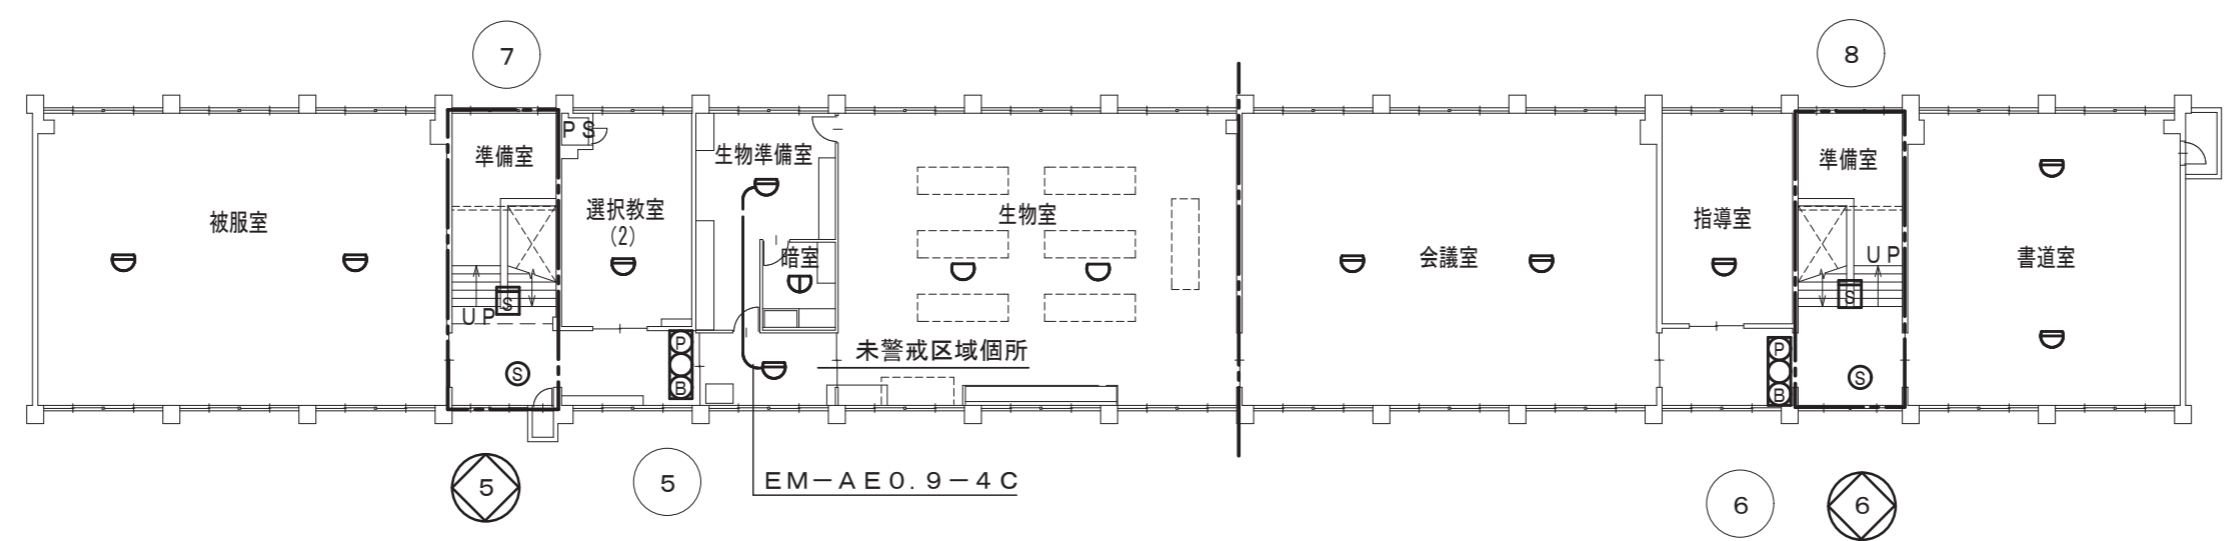 7
8
PS
準備室
生物準備室
準備室
被服室
選択教室
(2)
生物室
指導室
暗室
会議室
UP
書道室
S
UP
S
UP
P
B
未警戒区域個所
P
B
S
S
5
5
EM-AE0.9-4C
6
6